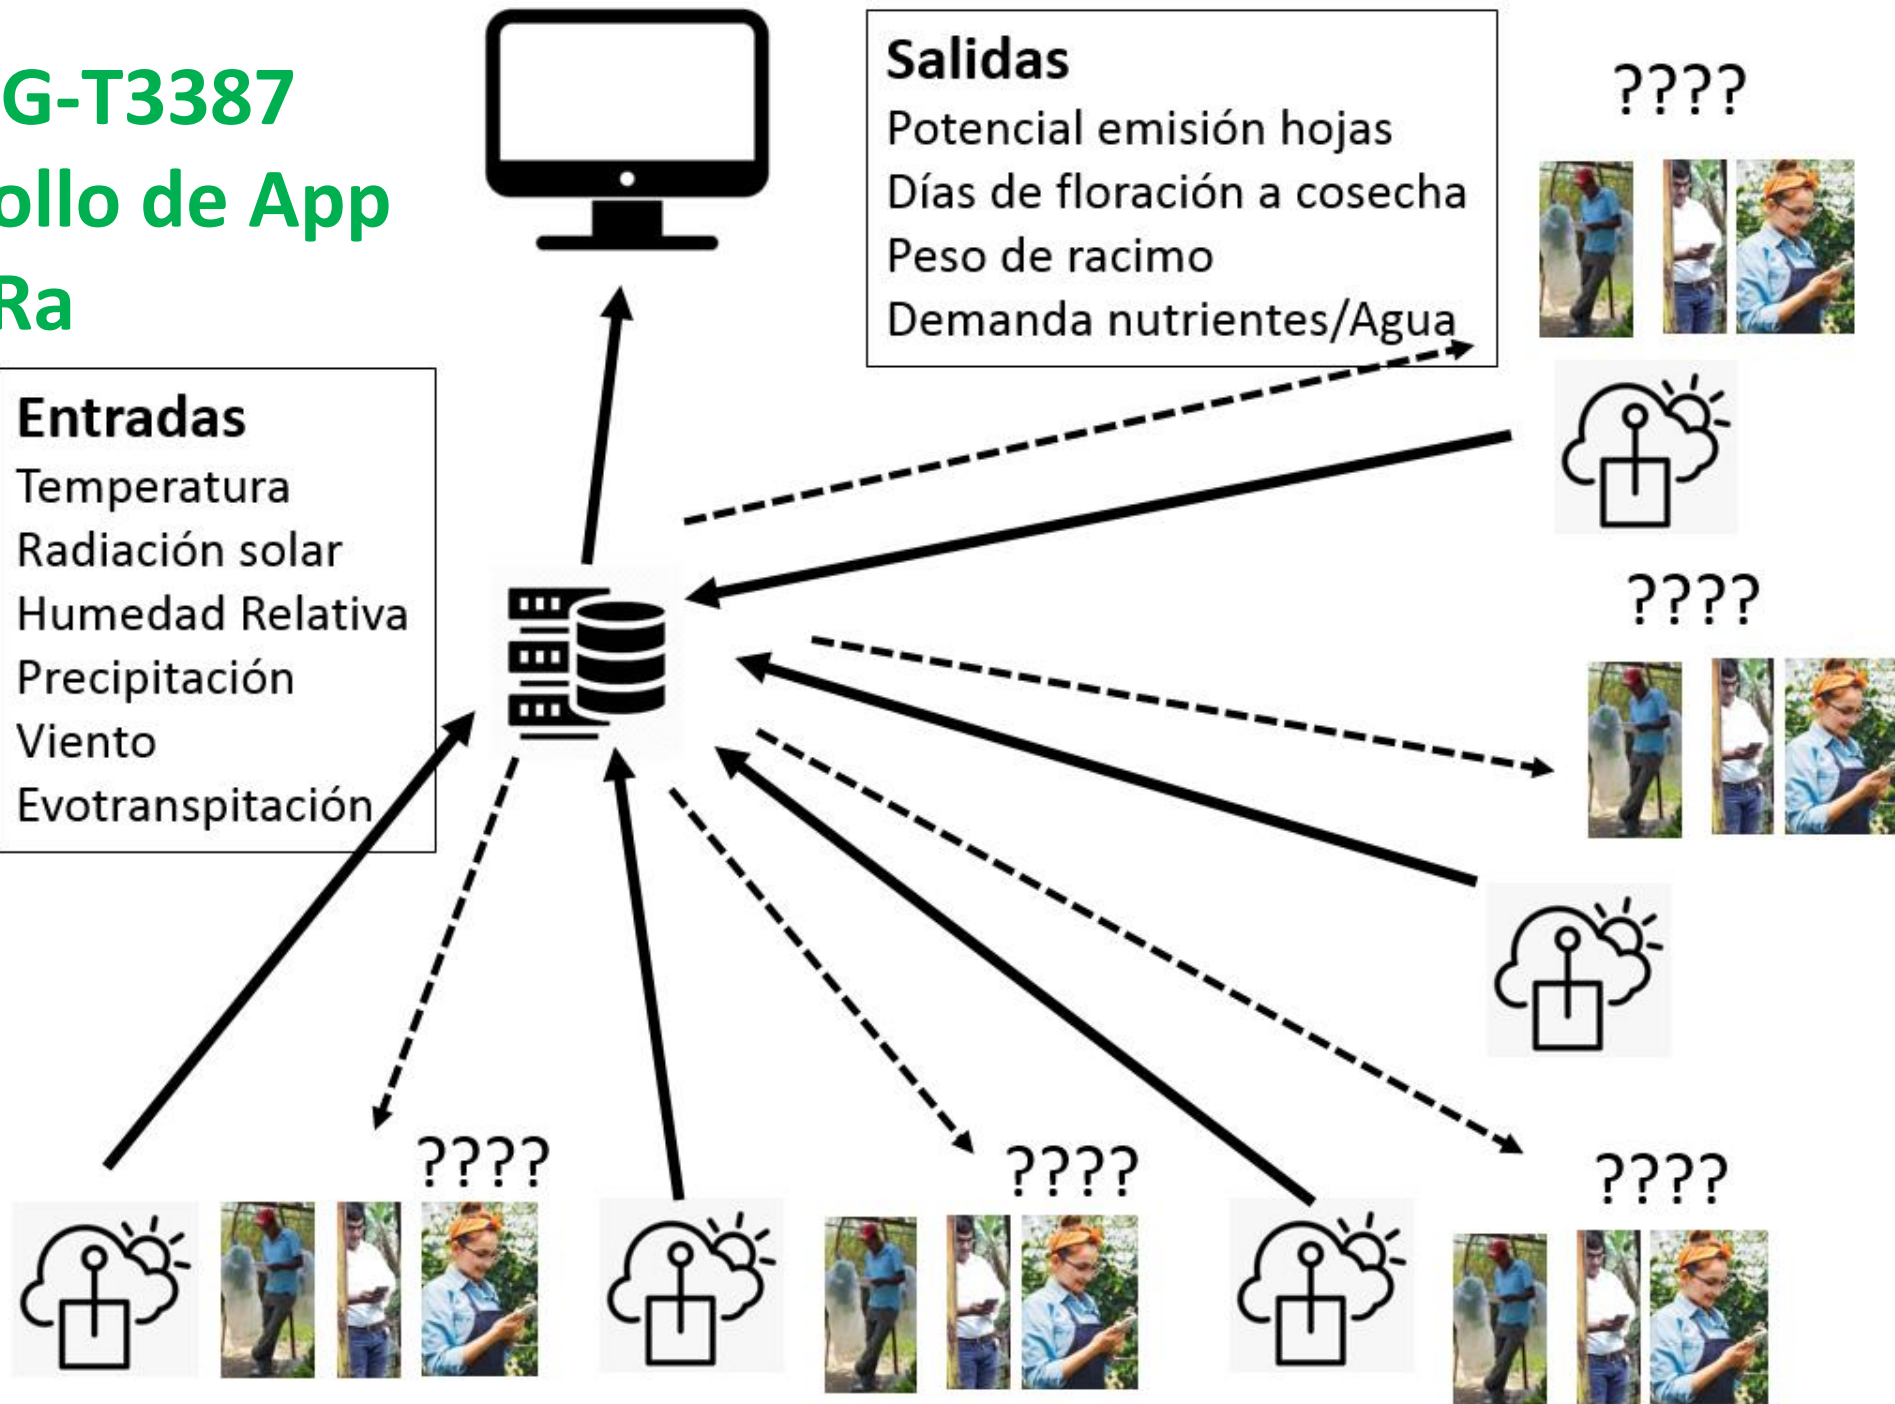 G-T3387
ollo de App
Ra
Salidas
Potencial emisión hojas
Días de floración a cosecha
Peso de racimo
Demanda nutrientes/Agua
????
Entradas
Temperatura
Radiación solar
Humedad Relativa
Precipitación
Viento
Evotranspitación
????
????
????
????